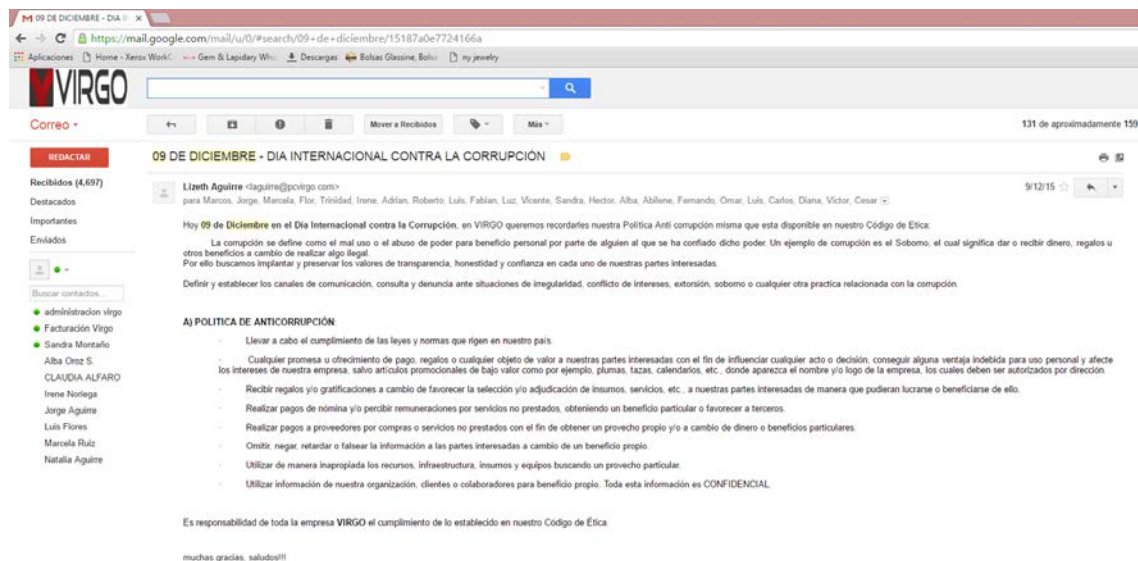 09 DE DICIEMBRE - DIA
https://mail.google.com/mail/u/0/#search/09+de+diciembre/15187a0e7724166a
Aplicaciones Home - Xerox Gem & Lapidary Descargas Bolsas Glassine, ny jewelry
VIRGO
Correo
Mover a Recibidos Más 131 de aproximadamente 159
REDACTAR
09 DE DICIEMBRE - DIA INTERNACIONAL CONTRA LA CORRUPCIÓN
Recibidos (4,697)
Destacados
Importantes
Enviados
Buscar contactos...
administracion virgo
Facturación Virgo
Sandra Montaño
Alba Oroz S.
CLAUDIA ALFARO
Irene Noriega
Jorge Aguirre
Luis Flores
Marcela Ruiz
Natalia Aguirre
Lizeth Aguirre <laguirre@pcvirgo.com> 9/12/15
para Marcos, Jorge, Marcela, Flor, Trinidad, Irene, Adrian, Roberto, Luis, Fabian, Luz, Vicente, Sandra, Hector, Alba, Abilene, Fernando, Omar, Luis, Carlos, Diana, Victor, Cesar
Hoy 09 de Diciembre en el Dia Internacional contra la Corrupción, en VIRGO queremos recordarles nuestra Política Anti corrupción misma que esta disponible en nuestro Código de Etica:
La corrupción se define como el mal uso o el abuso de poder para beneficio personal por parte de alguien al que se ha confiado dicho poder. Un ejemplo de corrupción es el Soborno, el cual significa dar o recibir dinero, regalos u
otros beneficios a cambio de realizar algo ilegal.
Por ello buscamos implantar y preservar los valores de transparencia, honestidad y confianza en cada uno de nuestras partes interesadas.
Definir y establecer los canales de comunicación, consulta y denuncia ante situaciones de irregularidad, conflicto de intereses, extorsión, soborno o cualquier otra practica relacionada con la corrupción.
A) POLITICA DE ANTICORRUPCIÓN:
· Llevar a cabo el cumplimiento de las leyes y normas que rigen en nuestro país.
· Cualquier promesa u ofrecimiento de pago, regalos o cualquier objeto de valor a nuestras partes interesadas con el fin de influenciar cualquier acto o decisión, conseguir alguna ventaja indebida para uso personal y afecte
los intereses de nuestra empresa, salvo artículos promocionales de bajo valor como por ejemplo, plumas, tazas, calendarios, etc., donde aparezca el nombre y/o logo de la empresa, los cuales deben ser autorizados por dirección.
· Recibir regalos y/o gratificaciones a cambio de favorecer la selección y/o adjudicación de insumos, servicios, etc., a nuestras partes interesadas de manera que pudieran lucrarse o beneficiarse de ello.
· Realizar pagos de nómina y/o percibir remuneraciones por servicios no prestados, obteniendo un beneficio particular o favorecer a terceros.
· Realizar pagos a proveedores por compras o servicios no prestados con el fin de obtener un provecho propio y/o a cambio de dinero o beneficios particulares.
· Omitir, negar, retardar o falsear la información a las partes interesadas a cambio de un beneficio propio.
· Utilizar de manera inapropiada los recursos, infraestructura, insumos y equipos buscando un provecho particular.
· Utilizar información de nuestra organización, clientes o colaboradores para beneficio propio. Toda esta información es CONFIDENCIAL.
Es responsabilidad de toda la empresa VIRGO el cumplimiento de lo establecido en nuestro Código de Ética.
muchas gracias, saludos!!!